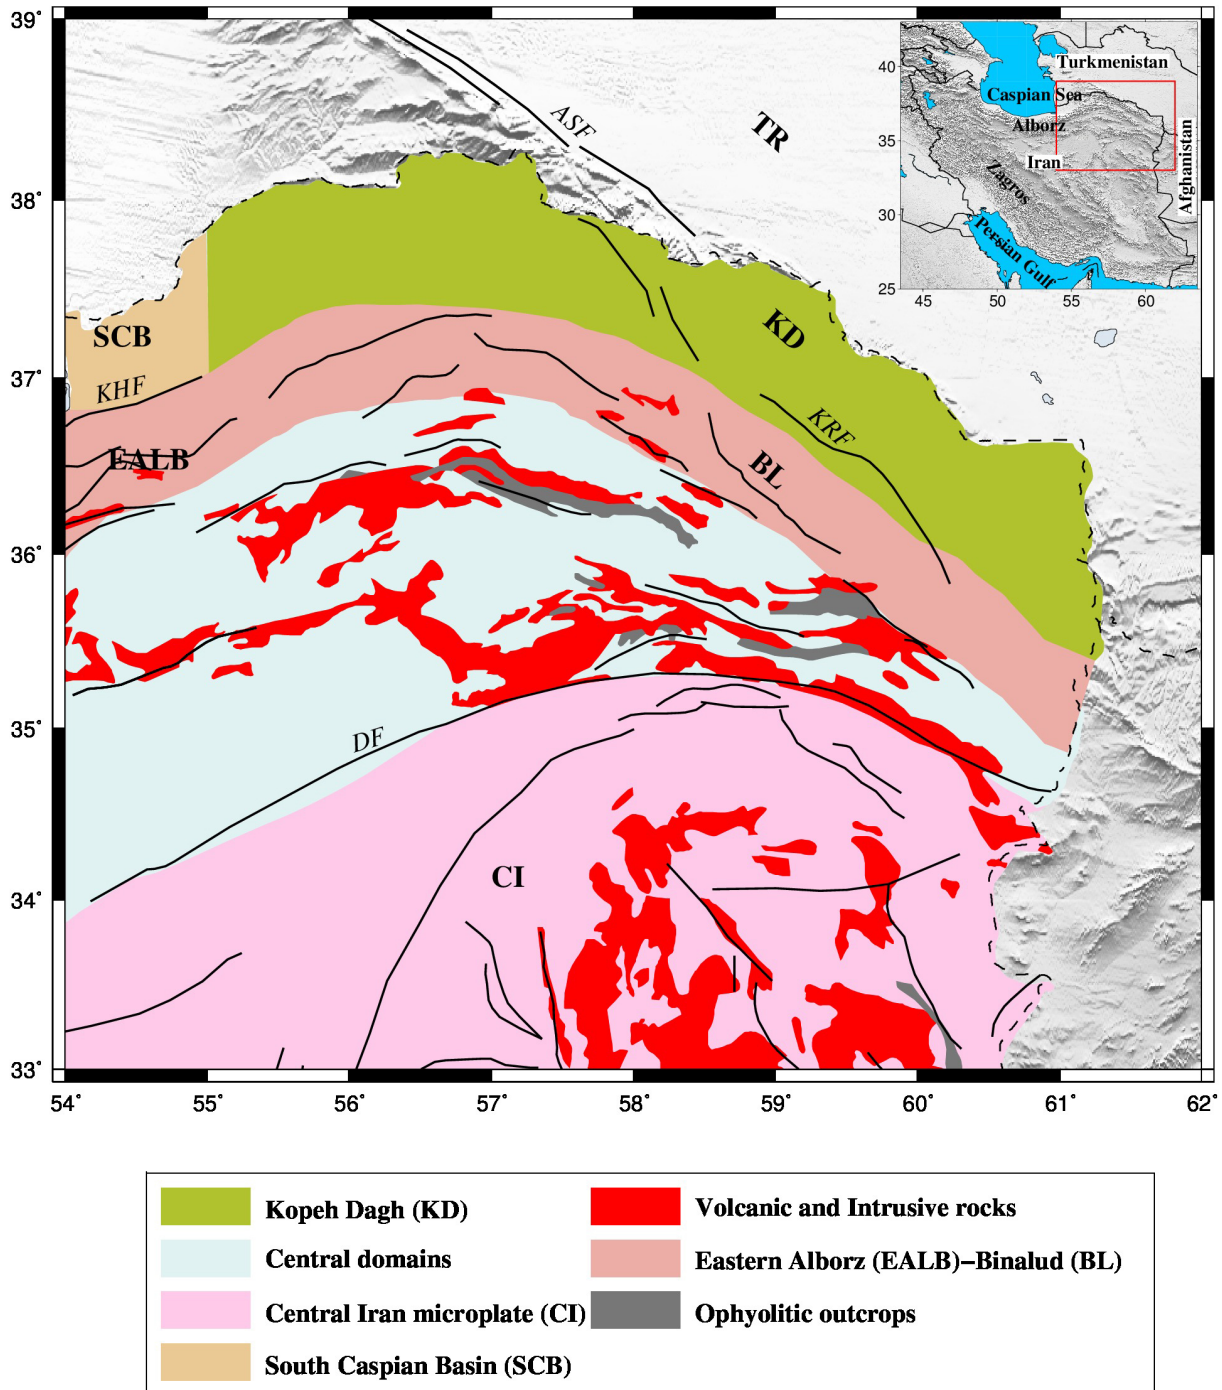 39°
38°
37°
36°
35°
34°
33°
54°
55°
56°
57°
58°
59°
60°
61°
62°
ASF
TR
SCB
KHF
EALB
KD
KRF
BL
DF
CI
40
35
30
25
45
50
55
60
Turkmenistan
Caspian Sea
Alborz
Iran
Zagros
Afghanistan
Persian Gulf
Kopeh Dagh (KD)
Central domains
Central Iran microplate (CI)
South Caspian Basin (SCB)
Volcanic and Intrusive rocks
Eastern Alborz (EALB)–Binalud (BL)
Ophyolitic outcrops